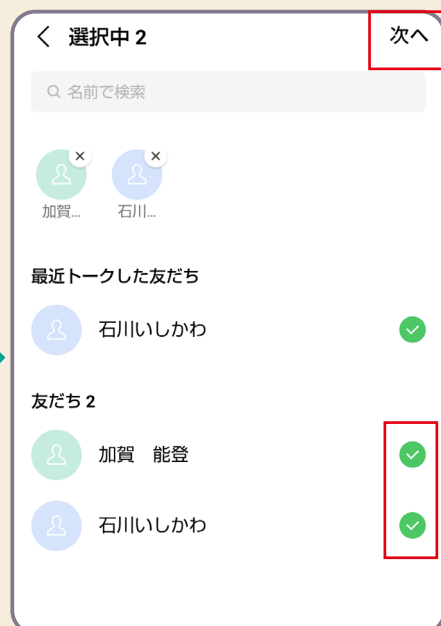 選択中 2
次へ
名前で検索
加賀...
石川...
最近トークした友だち
石川いしかわ
友だち 2
加賀　能登
石川いしかわ